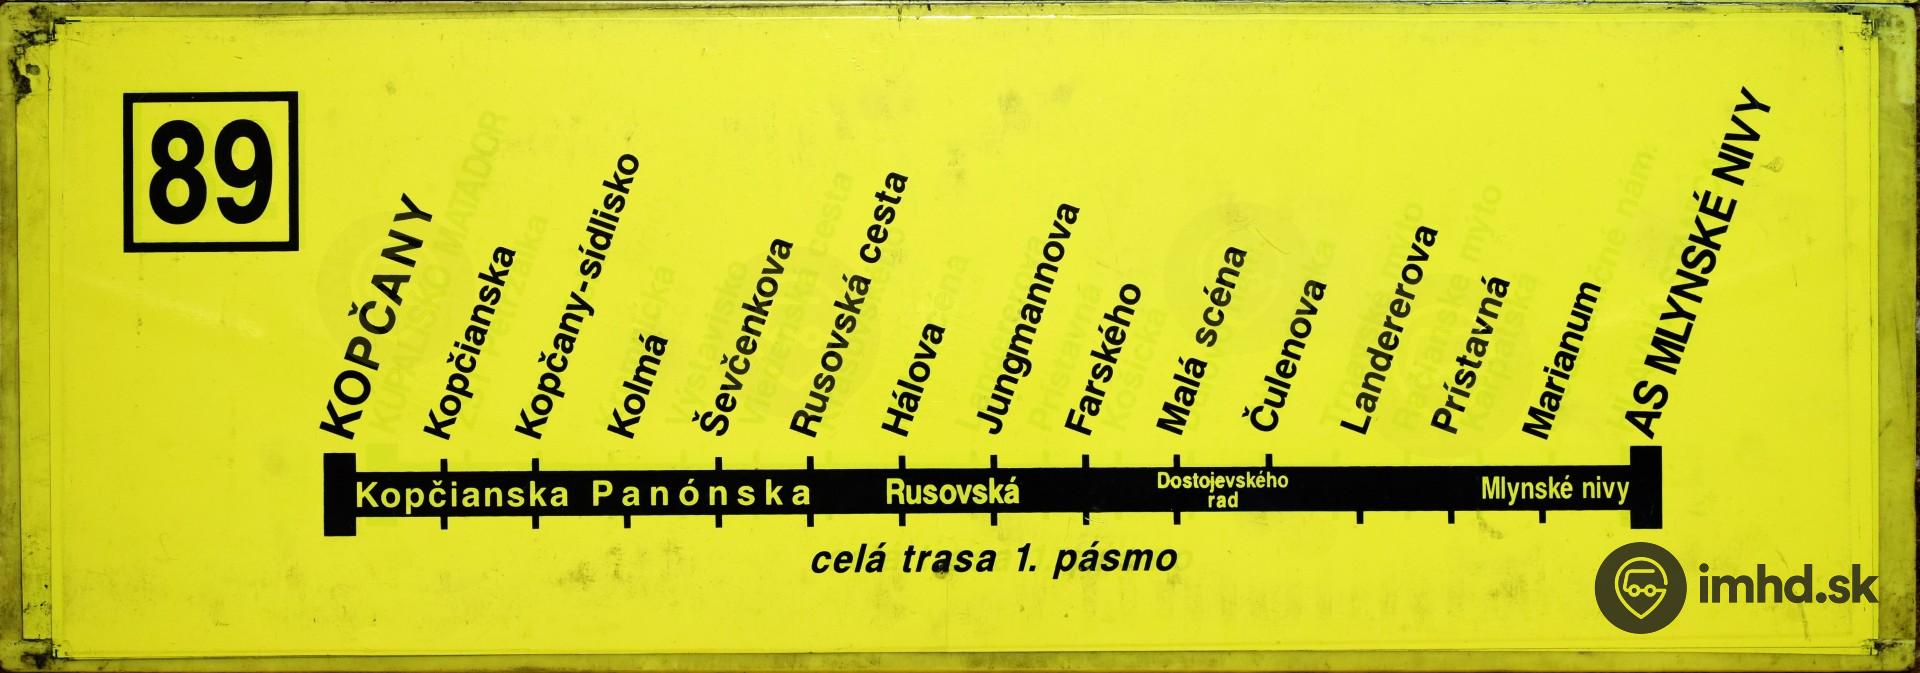 89
KOPČANY
Kopčianska
Kopčany-sídlisko
Kolmá
Ševčenkova
Rusovská cesta
Hálova
Jungmannova
Farského
Malá scéna
Čulenova
Landererova
Prístavná
Marianum
AS MLYNSKÉ NIVY
Kopčianska Panónska Rusovská Dostojevského
rad
Mlynské nivy
celá trasa 1. pásmo
imhd.sk